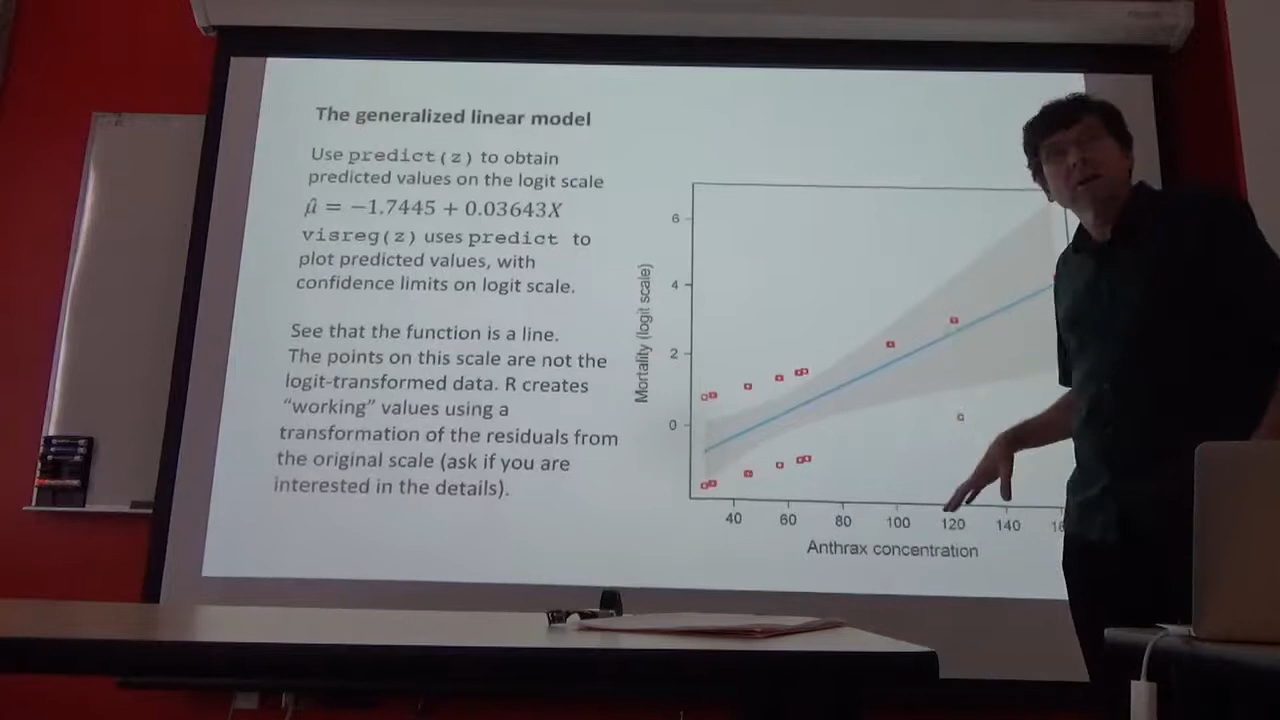 The generalized linear model
Use predict(z) to obtain
predicted values on the logit scale
μ̂ = −1.7445 + 0.03643X
visreg(z) uses predict to
plot predicted values, with
confidence limits on logit scale.
See that the function is a line.
The points on this scale are not the
logit-transformed data. R creates
“working” values using a
transformation of the residuals from
the original scale (ask if you are
interested in the details).
Mortality (logit scale)
6
4
2
0
40 60 80 100 120 140
Anthrax concentration